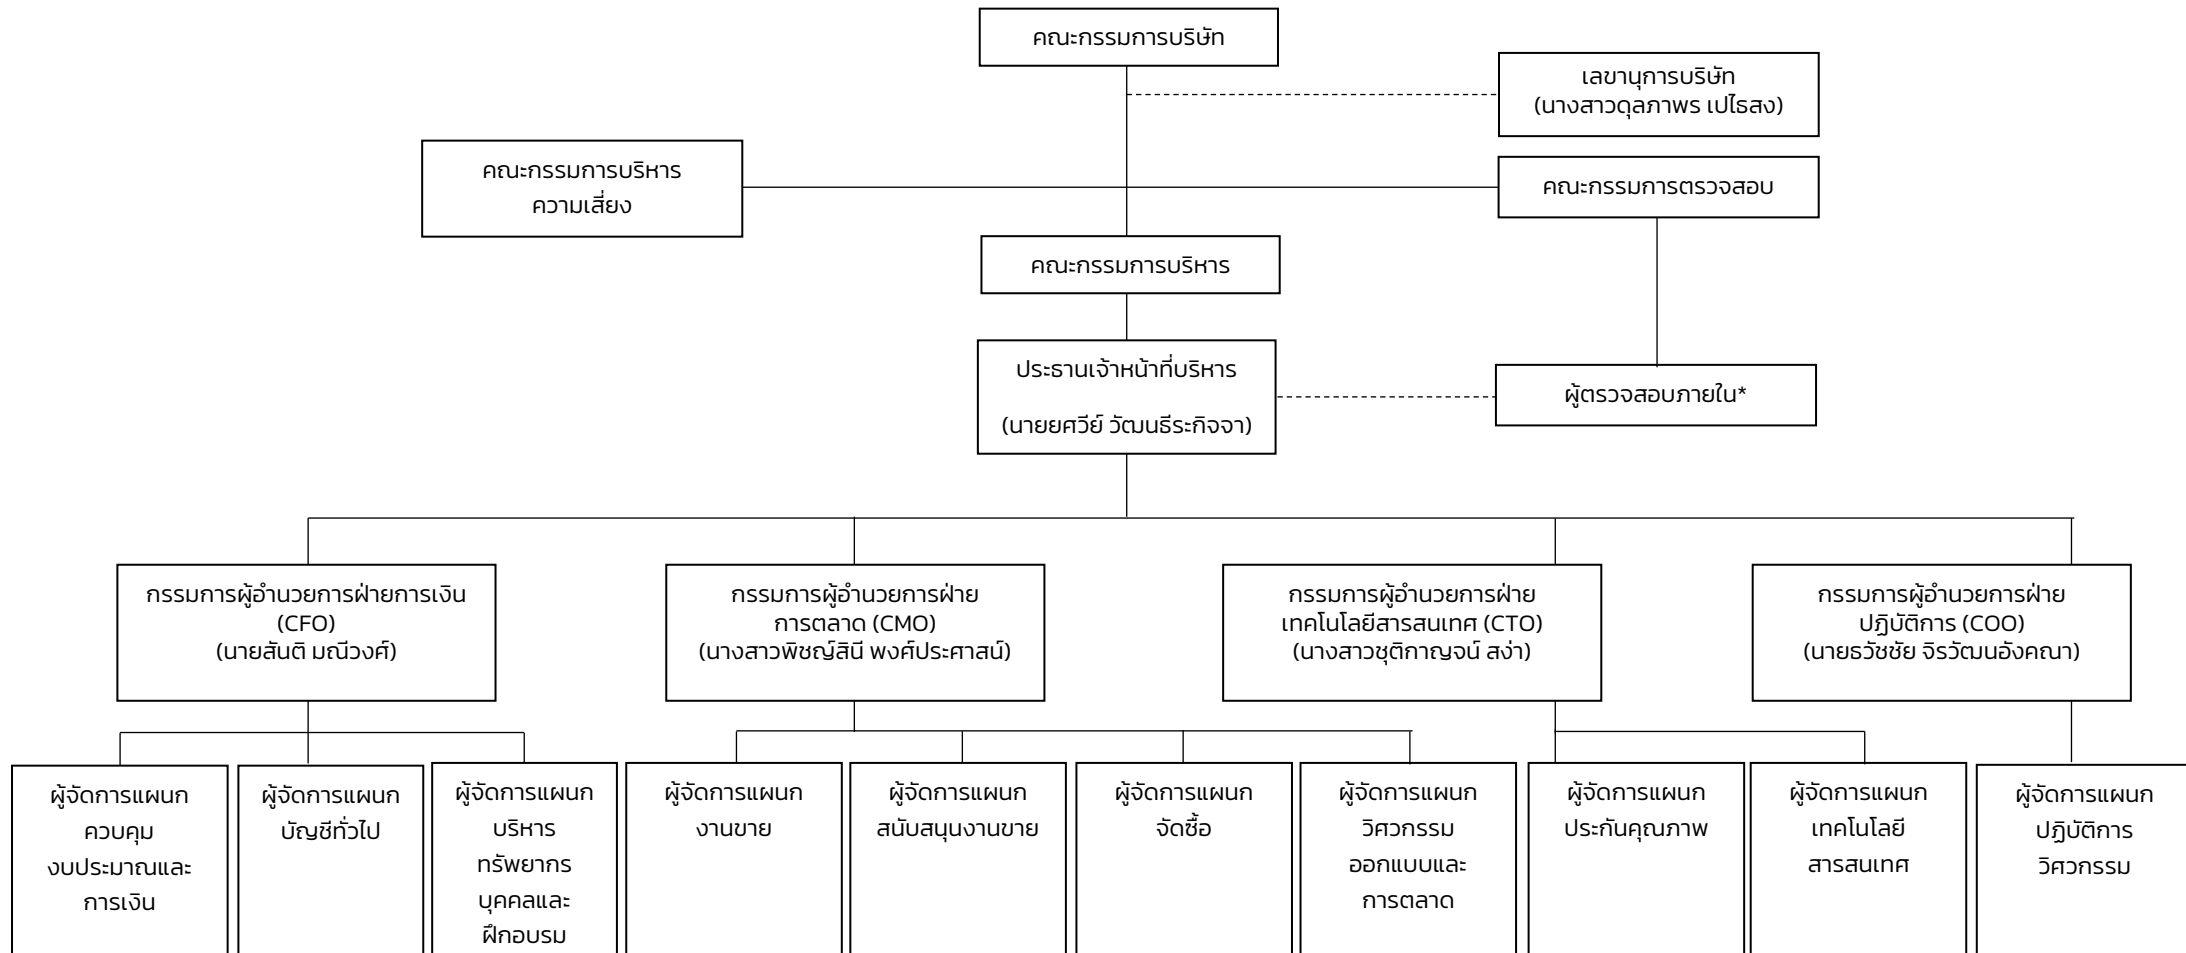 คณะกรรมการบริษัท
เลขานุการบริษัท
(นางสาวดุลภาพร เปไธสง)
คณะกรรมการบริหาร
ความเสี่ยง
คณะกรรมการตรวจสอบ
คณะกรรมการบริหาร
ประธานเจ้าหน้าที่บริหาร
(นายยศวีย์ วัฒนธีระกิจจา)
ผู้ตรวจสอบภายใน*
กรรมการผู้อำนวยการฝ่ายการเงิน
(CFO)
(นายสันติ มณีวงศ์)
กรรมการผู้อำนวยการฝ่าย
การตลาด (CMO)
(นางสาวพิชญ์สินี พงศ์ประศาสน์)
กรรมการผู้อำนวยการฝ่าย
เทคโนโลยีสารสนเทศ (CTO)
(นางสาวชุติกาญจน์ สง่า)
กรรมการผู้อำนวยการฝ่าย
ปฏิบัติการ (COO)
(นายธวัชชัย จิรวัฒนอังคณา)
ผู้จัดการแผนก
ควบคุม
งบประมาณและ
การเงิน
ผู้จัดการแผนก
บัญชีทั่วไป
ผู้จัดการแผนก
บริหาร
ทรัพยากร
บุคคลและ
ฝึกอบรม
ผู้จัดการแผนก
งานขาย
ผู้จัดการแผนก
สนับสนุนงานขาย
ผู้จัดการแผนก
จัดซื้อ
ผู้จัดการแผนก
วิศวกรรม
ออกแบบและ
การตลาด
ผู้จัดการแผนก
ประกันคุณภาพ
ผู้จัดการแผนก
เทคโนโลยี
สารสนเทศ
ผู้จัดการแผนก
ปฏิบัติการ
วิศวกรรม